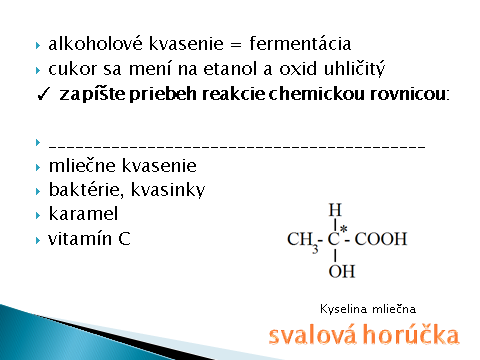 alkoholové kvasenie = fermentácia
cukor sa mení na etanol a oxid uhličitý
✓ zapíšte priebeh reakcie chemickou rovnicou:
__________________________________________
mliečne kvasenie
baktérie, kvasinky
karamel
vitamín C
H
CH3 - C* - COOH
OH
Kyselina mliečna
svalová horúčka